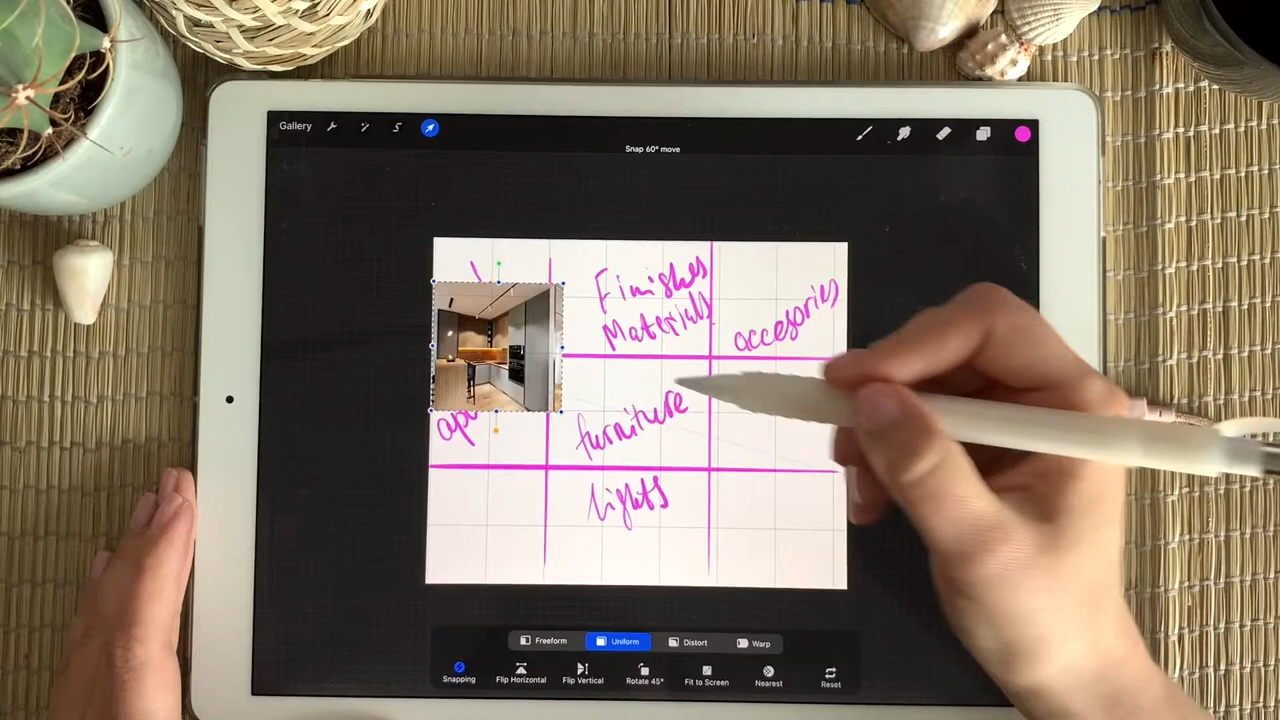 Gallery
Snap 60° move
Finishes
Materials
accesories
furniture
lights
Freeform
Uniform
Distort
Warp
Snapping
Flip Horizontal
Flip Vertical
Rotate 45°
Fit to Screen
Nearest
Reset